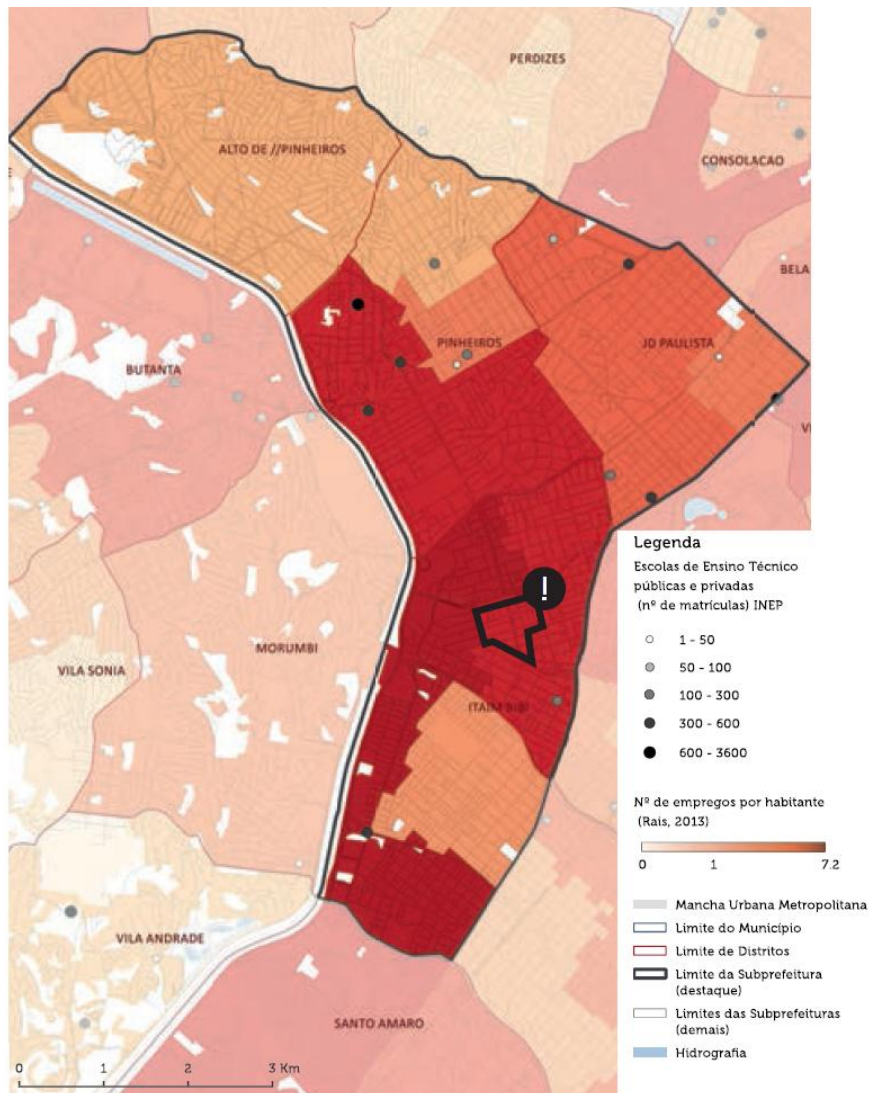 PERDIZES
ALTO DE //PINHEIROS
CONSOLACAO
E
BELA
PINHEIROS
JD PAULISTA
BUTANTA
VI
Legenda
Escolas de Ensino Técnico
públicas e privadas
(nº de matrículas) INEP
!
1 - 50
MORUMBI
50 - 100
VILA SONIA
100 - 300
ITAIM BIBI
300 - 600
600 - 3600
Nº de empregos por habitante
(Rais, 2013)
0 1 7.2
Mancha Urbana Metropolitana
Limite do Município
VILA ANDRADE
Limite de Distritos
Limite da Subprefeitura
(destaque)
Limites das Subprefeituras
(demais)
SANTO AMARO
Hidrografia
0 1 2 3 Km